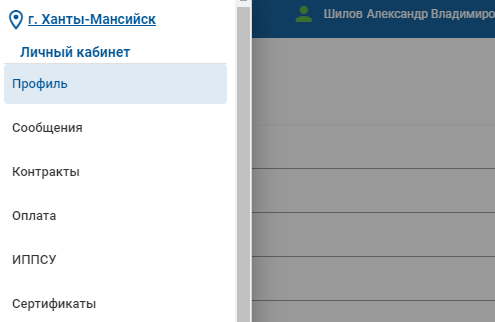 г. Ханты-Мансийск
Шилов Александр Владимиро
Личный кабинет
Профиль
Сообщения
Контракты
Оплата
ИППСУ
Сертификаты